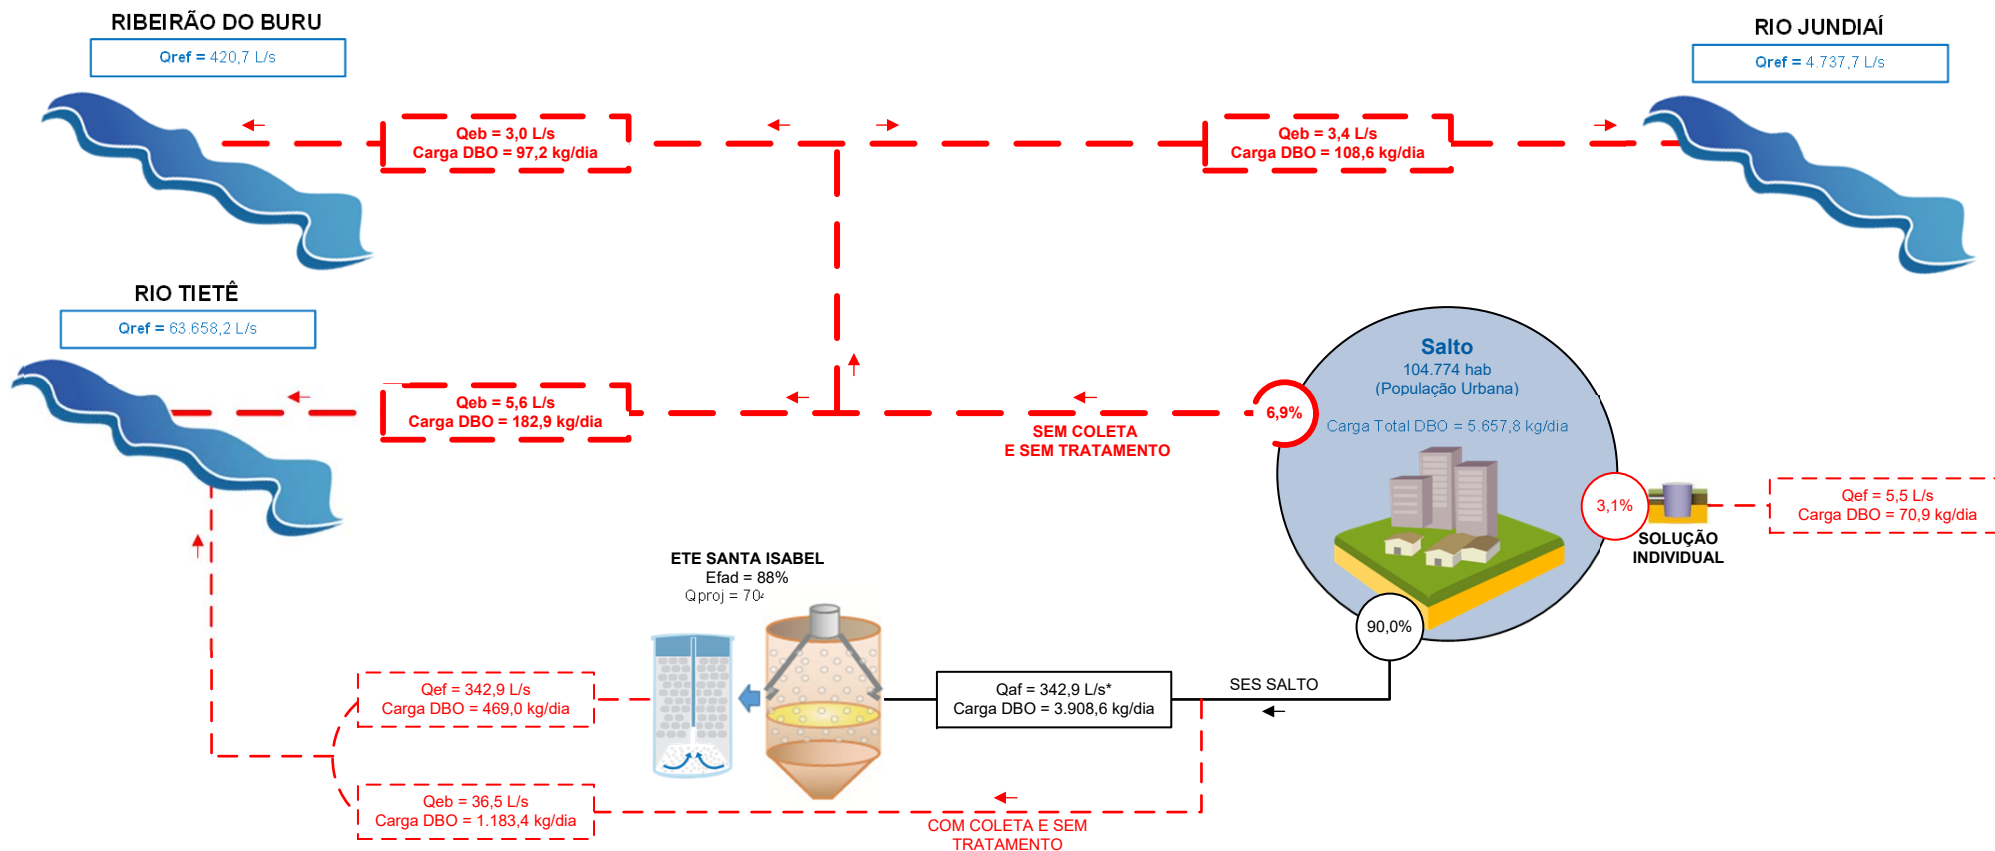 RIBEIRÃO DO BURU
Qref = 420,7 L/s
RIO JUNDIAÍ
Qref = 4.737,7 L/s
Qeb = 3,0 L/s
Carga DBO = 97,2 kg/dia
Qeb = 3,4 L/s
Carga DBO = 108,6 kg/dia
RIO TIETÊ
Qref = 63.658,2 L/s
Qeb = 5,6 L/s
Carga DBO = 182,9 kg/dia
SEM COLETA
E SEM TRATAMENTO
6,9%
Salto
104.774 hab
(População Urbana)
Carga Total DBO = 5.657,8 kg/dia
3,1%
SOLUÇÃO
INDIVIDUAL
Qef = 5,5 L/s
Carga DBO = 70,9 kg/dia
90,0%
ETE SANTA ISABEL
Efad = 88%
Qproj = 70
SES SALTO
Qaf = 342,9 L/s*
Carga DBO = 3.908,6 kg/dia
Qef = 342,9 L/s
Carga DBO = 469,0 kg/dia
Qeb = 36,5 L/s
Carga DBO = 1.183,4 kg/dia
COM COLETA E SEM
TRATAMENTO